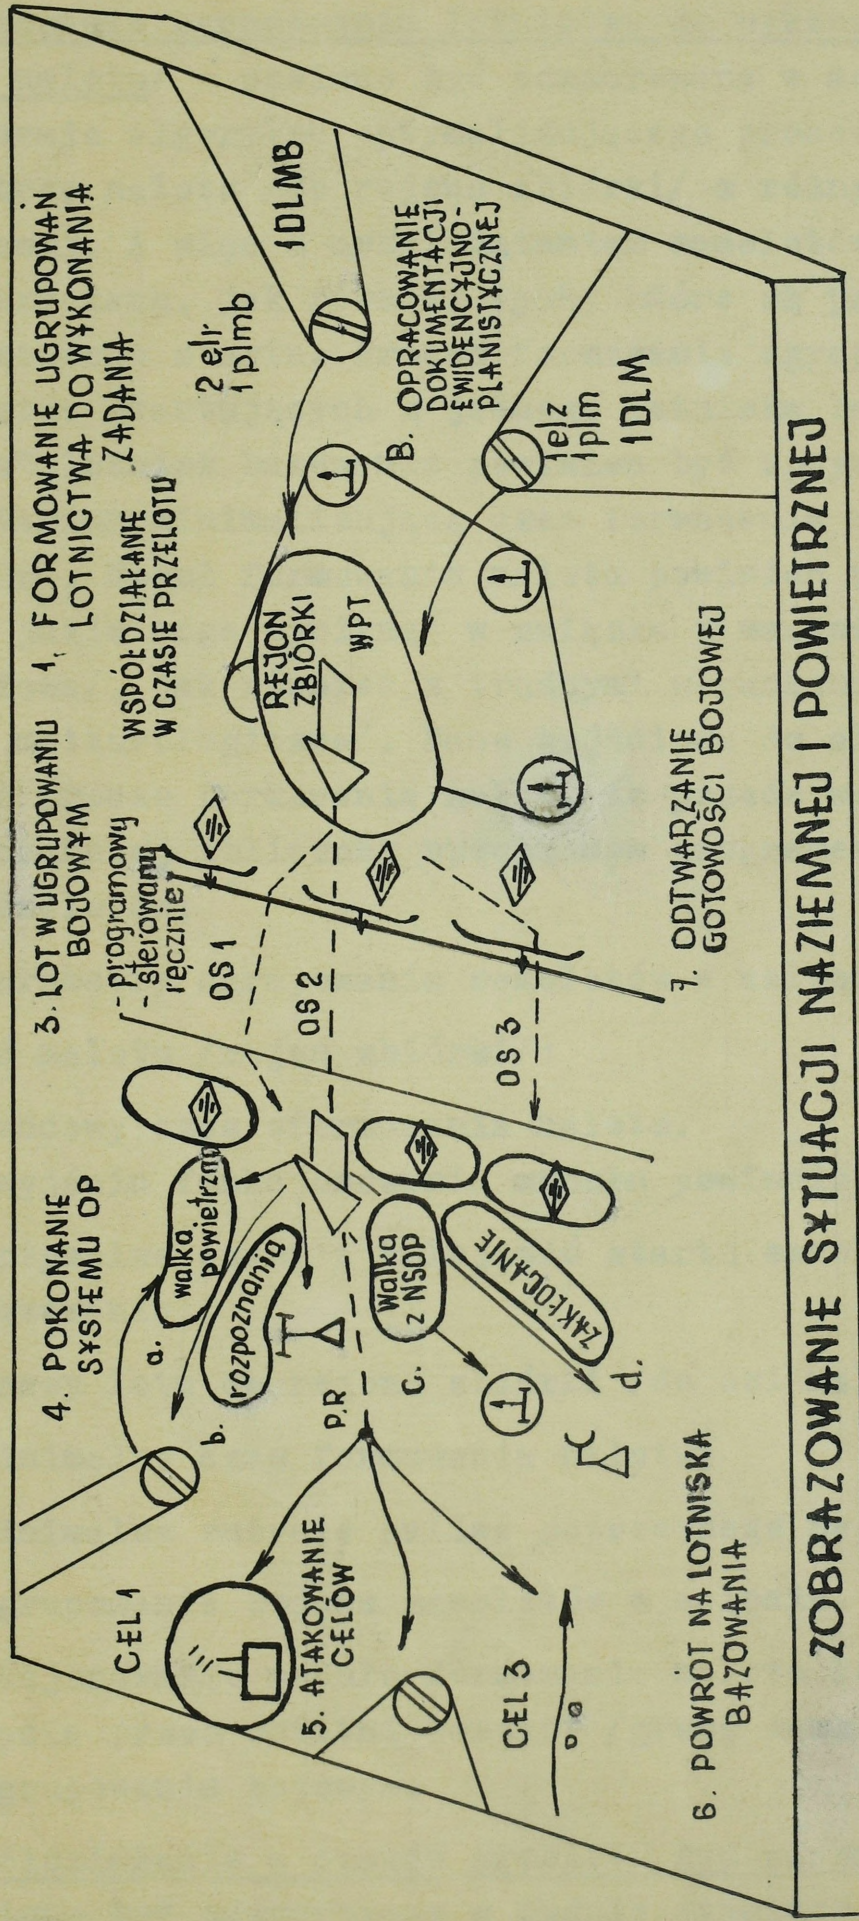 1. FORMOWANIE UGRUPOWAŃ
LOTNICTWA DO WYKONANIA
ZADANIA
WSPÓŁDZIAŁANIE
W CZASIE PRZELOTU
3. LOT W UGRUPOWANIU
BOJOWYM
- programowy
- sterowany
ręcznie
4. POKONANIE
SYSTEMU OP
a.
walka
powietrzna
b.
rozpoznania
P.R
c.
Walka
z NSOP
ZAKŁÓCANIE
d.
OS 1
OS 2
OS 3
REJON
ZBIÓRKI
WPT
2 elr
1 plmb
1DLMB
8. OPRACOWANIE
DOKUMENTACJI
EWIDENCYJNO-
PLANISTYCZNEJ
1elz
1plm
1DLM
CEL 1
5. ATAKOWANIE
CELÓW
CEL 3
6. POWRÓT NA LOTNISKA
BAZOWANIA
7. ODTWARZANIE
GOTOWOŚCI BOJOWEJ
ZOBRAZOWANIE SYTUACJI NAZIEMNEJ I POWIETRZNEJ